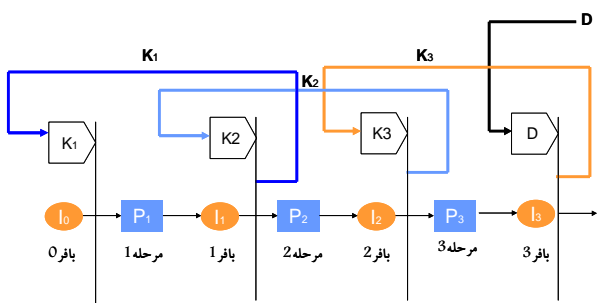 D
K1 K2 K3
K1 K2 K3 D
I0 P1 I1 P2 I2 P3 I3
بافر0 مرحله1 بافر1 مرحله2 بافر2 مرحله3 بافر3